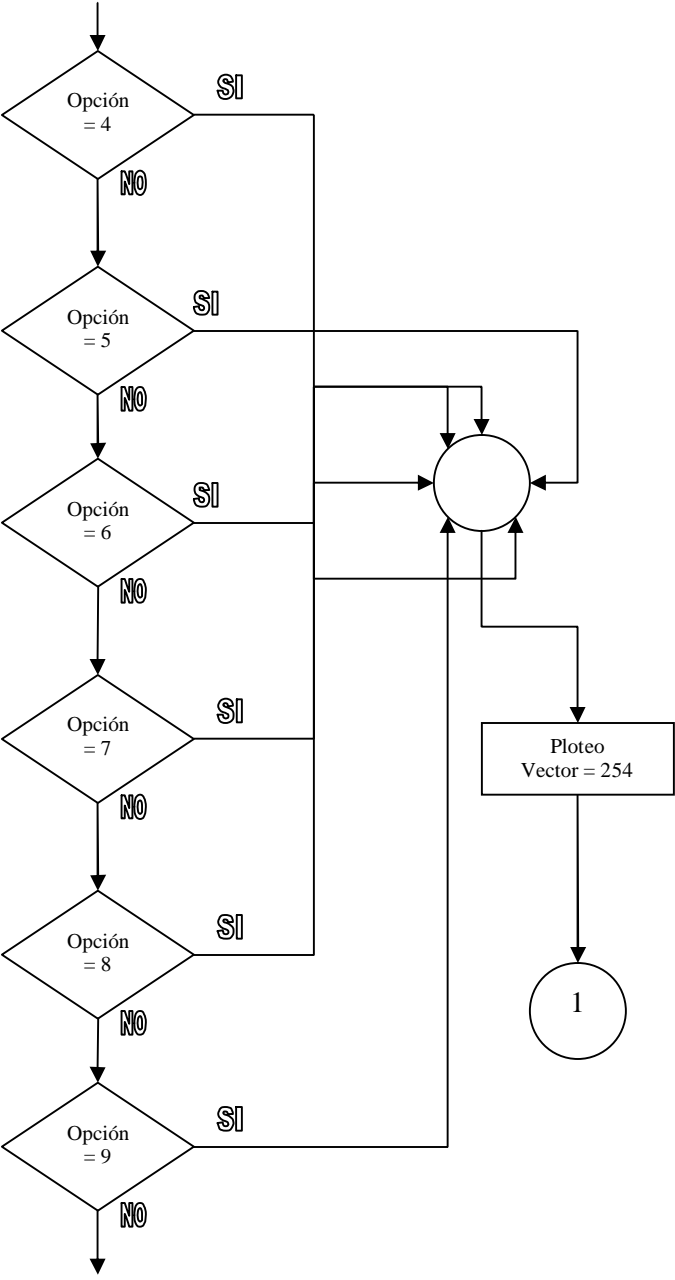 SI
Opción
= 4
NO
SI
Opción
= 5
NO
SI
Opción
= 6
NO
SI
Opción
= 7
NO
Ploteo
Vector = 254
SI
Opción
= 8
NO
1
SI
Opción
= 9
NO